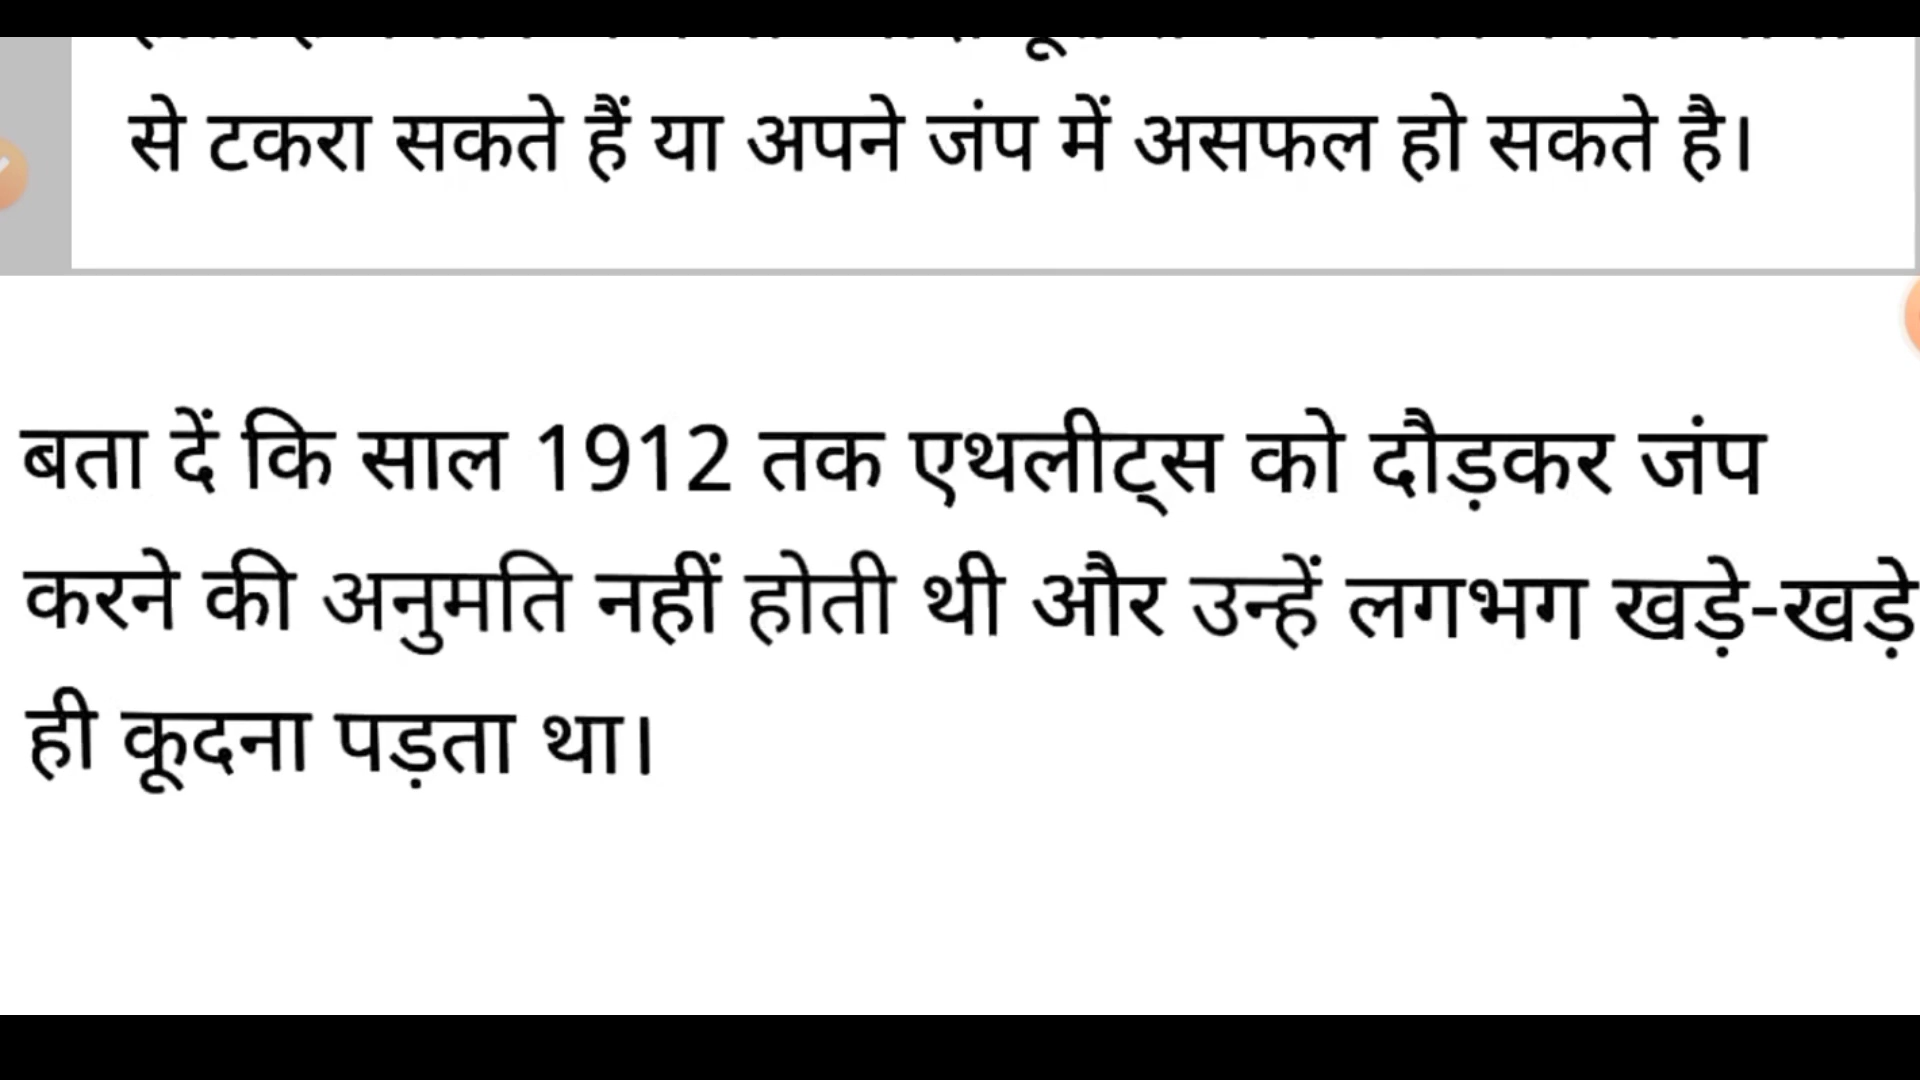 से टकरा सकते हैं या अपने जंप में असफल हो सकते है।
बता दें कि साल 1912 तक एथलीट्स को दौड़कर जंप
करने की अनुमति नहीं होती थी और उन्हें लगभग खड़े-खड़े
ही कूदना पड़ता था।